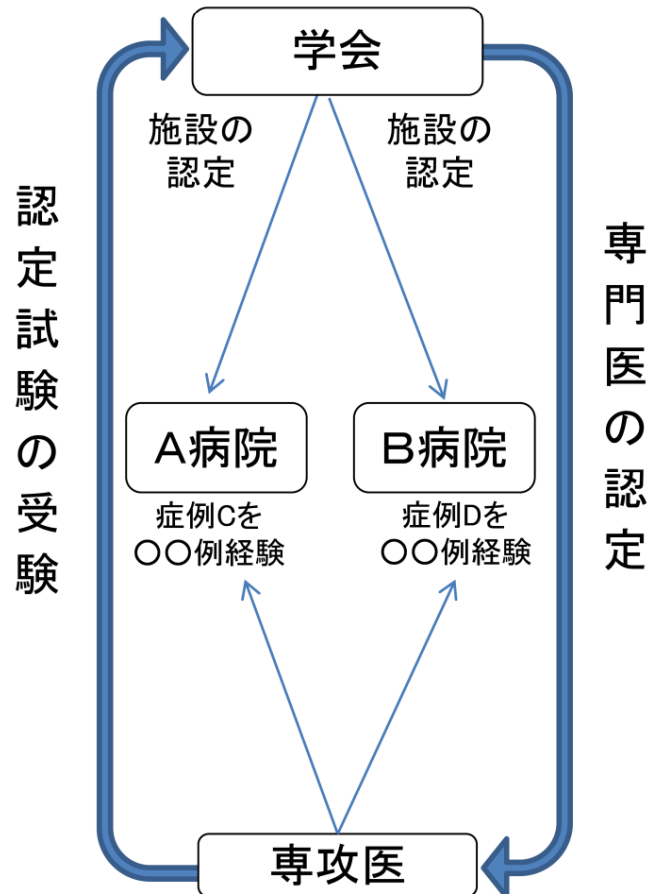 学会
施設の
認定
施設の
認定
認定試験の受験
専門医の認定
A病院
B病院
症例Cを
〇〇例経験
症例Dを
〇〇例経験
専攻医